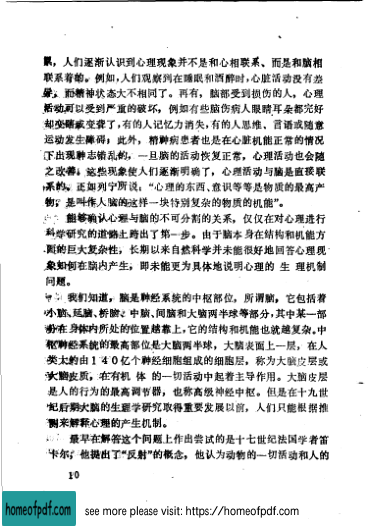 累，人们逐渐认识到心理现象并不是和心相联系、而是和脑相
联系着的。例如，人们观察到在睡眠和酒醉时，心脏活动没有差
异，而精神状态大不相同了。再有，脑部受到损伤的人，心理
活动可以受到严重的破坏，例如有些脑伤病人眼睛耳朵都完好
却变瞎或变聋了，有的人记忆力消失，有的人思维、言语或随意
运动发生障碍；此外，精神病患者也是在心脏机能正常的情况
下出现神志错乱的，一旦脑的活动恢复正常，心理活动也会随
之改善。这些现象使人们逐渐明确了，心理活动与脑是直接联
系的。正如列宁所说：“心理的东西、意识等等是物质的最高产
物，是叫作人脑的这样一块特别复杂的物质的机能”。
能够确认心理与脑的不可分割的关系，仅仅在对心理进行
科学研究的道路上跨出了第一步。由于脑本身在结构和机能方
面的巨大复杂性，长期以来自然科学并未能很好地回答心理现
象如何在脑内产生，即未能更为具体地说明心理的 生 理机制
问题。
我们知道，脑是神经系统的中枢部位，所谓脑，它包括着
小脑、延脑、桥脑、中脑、间脑和大脑两半球等部分，其中某一部
分在身体内所处的位置越靠上，它的结构和机能也就越复杂。中
枢神经系统的最高部位是大脑两半球，大脑表面上一层，在人
类大约由140亿个神经细胞组成的细胞层，称为大脑皮层或
大脑皮质，在有机 体 的一切活动中起着主导作用。大脑皮层
是人的行为的最高调节器，也称高级神经中枢。但是在十九世
纪后期大脑的生理学研究取得重要发展以前，人们只能根据推
测来解释心理的产生机制。
最早在解答这个问题上作出尝试的是十七世纪法国学者笛
卡尔，他提出了“反射”的概念，他认为动物的一切活动和人的
10
homeofpdf.com
see more please visit: https://homeofpdf.com
homeofpdf.com